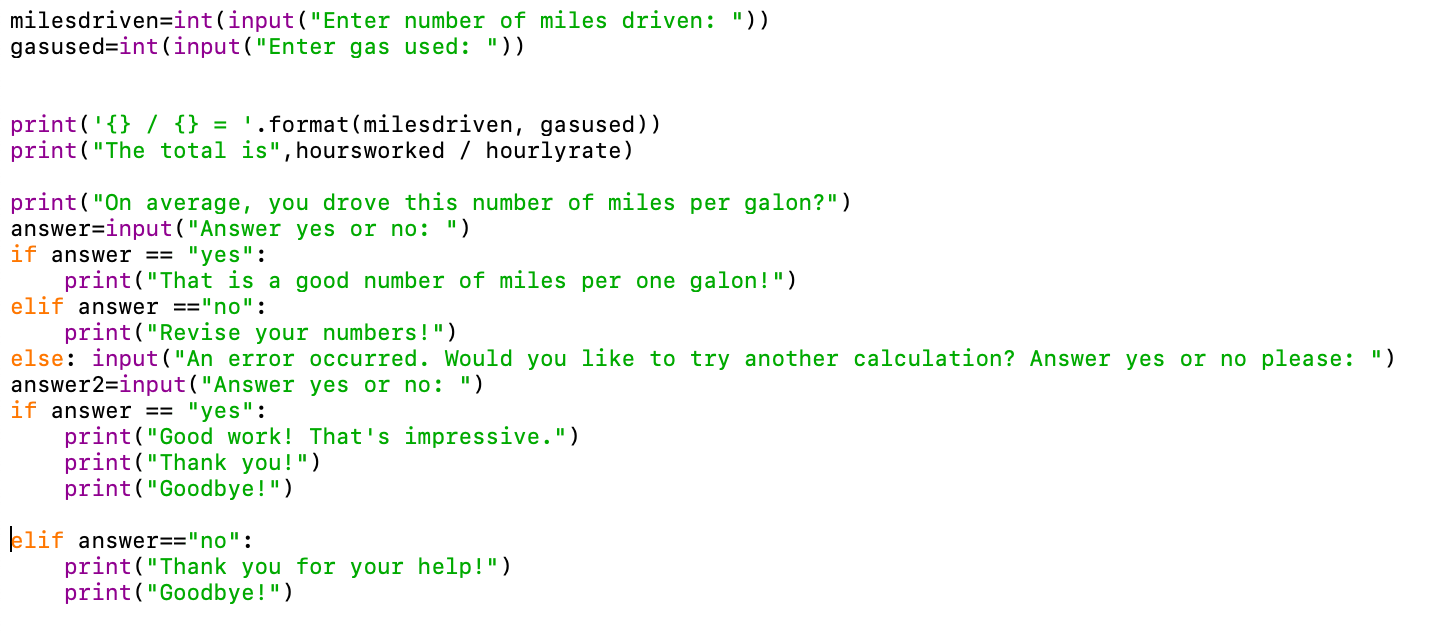 milesdriven=int(input("Enter number of miles driven: "))
gasused=int(input("Enter gas used: "))
print('{} / {} = '.format(milesdriven, gasused))
print("The total is",hoursworked / hourlyrate)
print("On average, you drove this number of miles per galon?")
answer=input("Answer yes or no: ")
if answer == "yes":
    print("That is a good number of miles per one galon!")
elif answer =="no":
    print("Revise your numbers!")
else: input("An error occurred. Would you like to try another calculation? Answer yes or no please: ")
answer2=input("Answer yes or no: ")
if answer == "yes":
    print("Good work! That's impressive.")
    print("Thank you!")
    print("Goodbye!")
elif answer=="no":
    print("Thank you for your help!")
    print("Goodbye!")